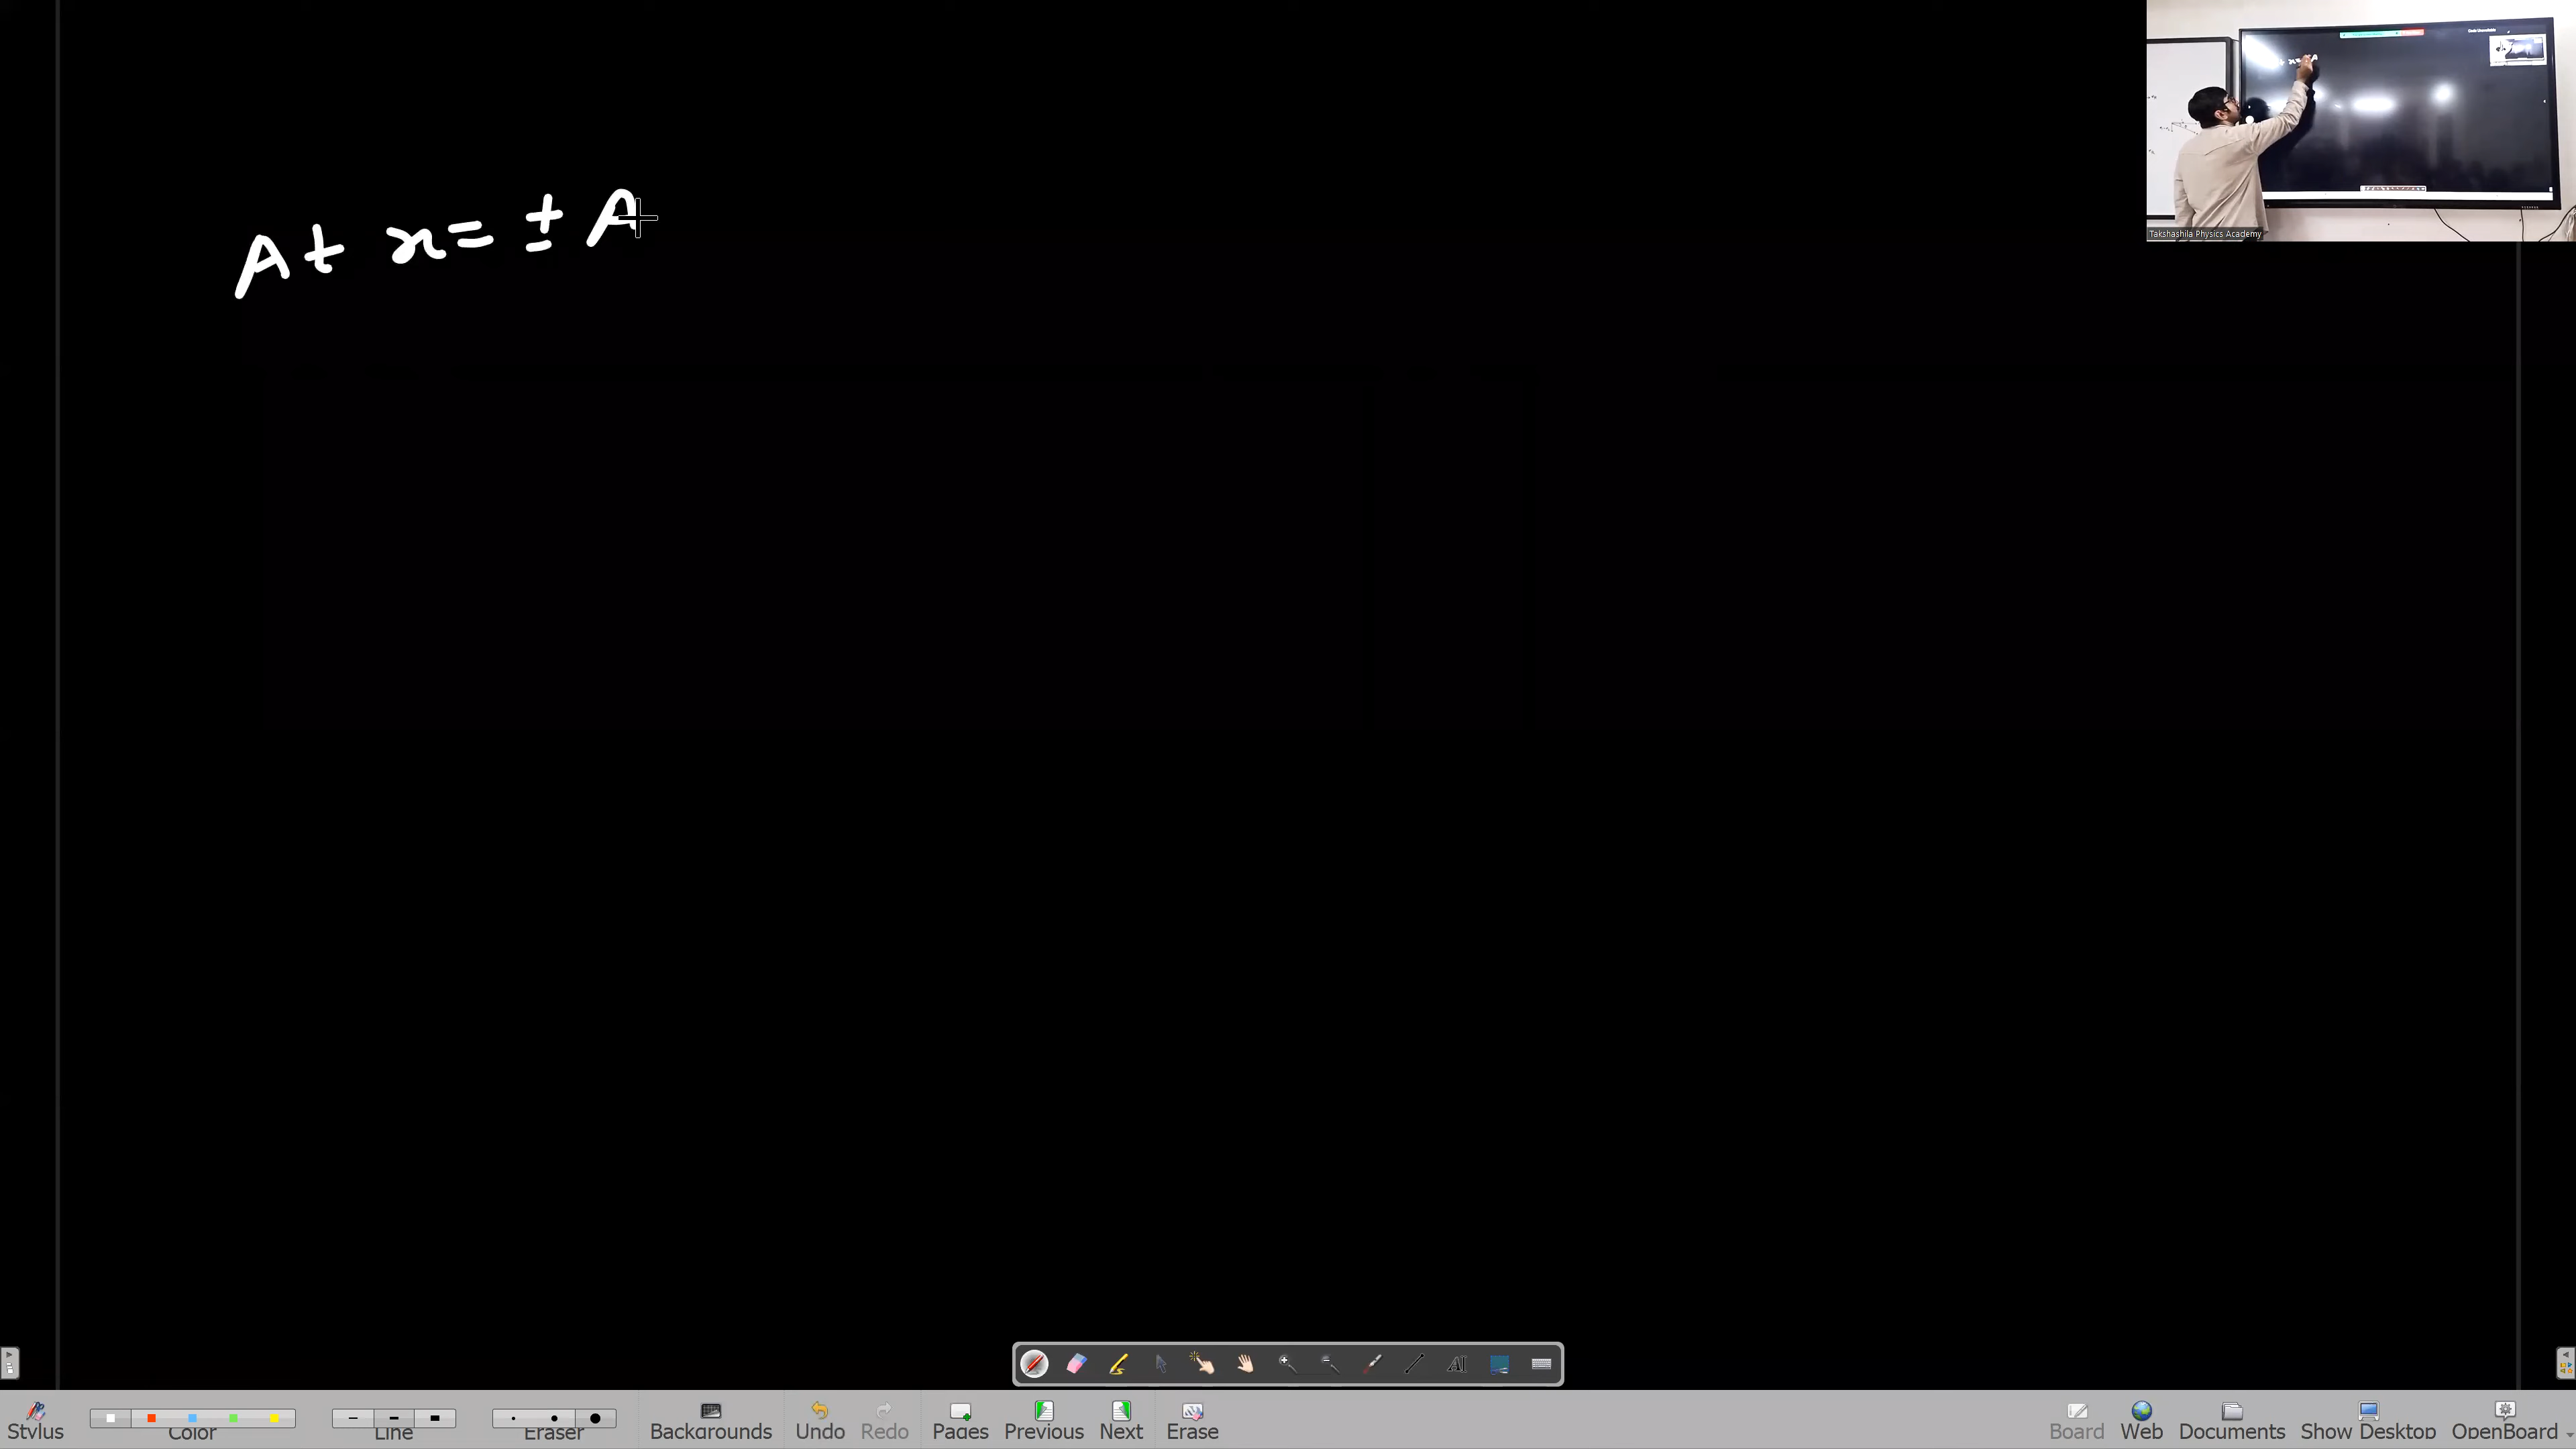 At x = ± A
Takshashila Physics Academy
Stylus
Color
Line
Eraser
Backgrounds
Undo
Redo
Pages
Previous
Next
Erase
Board
Web
Documents
Show Desktop
OpenBoard